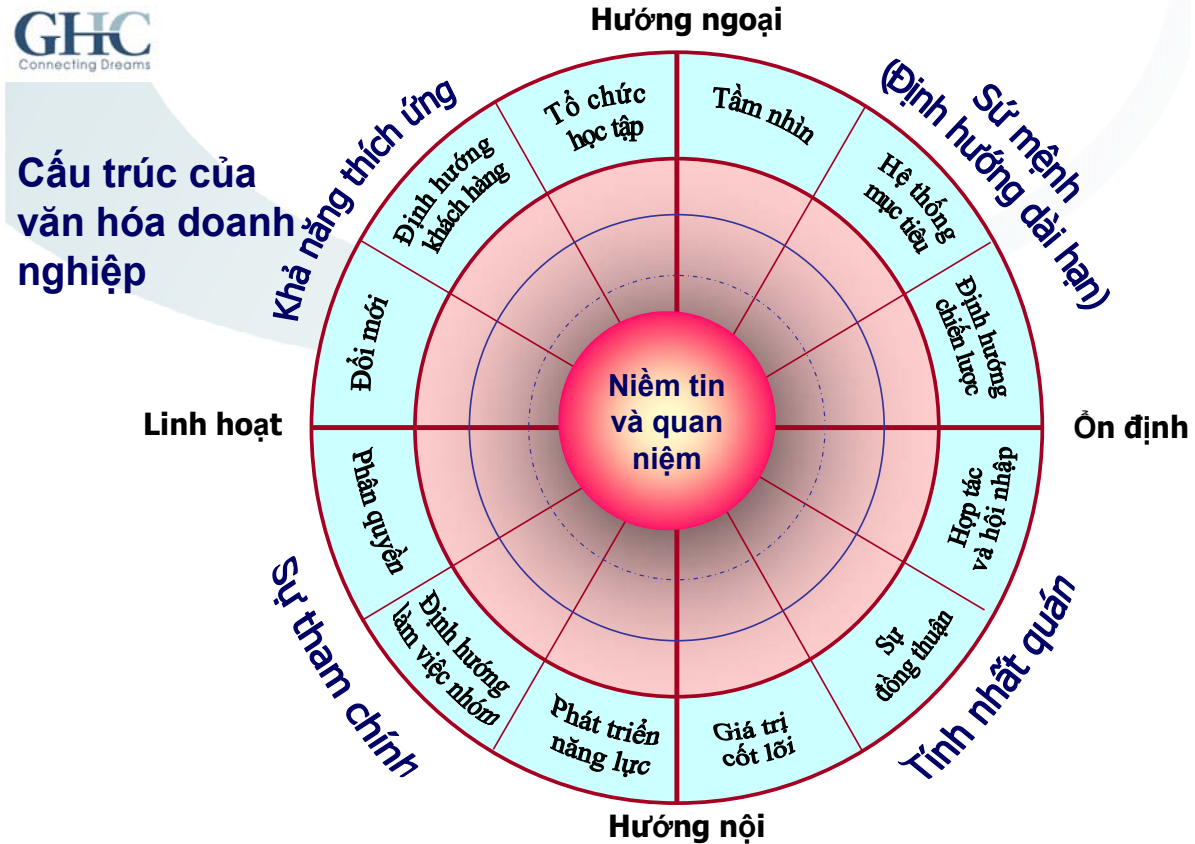 GHC
Connecting Dreams
Cấu trúc của
văn hóa doanh
nghiệp
Hướng ngoại
Khả năng thích ứng
Sứ mệnh
(Định hướng dài hạn)
Tổ chức
học tập
Tầm nhìn
Định hướng
khách hàng
Hệ thống
mục tiêu
Đổi mới
Định hướng
chiến lược
Linh hoạt
Niềm tin
và quan
niệm
Ổn định
Phân quyền
Hợp tác
và hội nhập
Định hướng
làm việc nhóm
Sự
đồng thuận
Phát triển
năng lực
Giá trị
cốt lõi
Sự tham chính
Tính nhất quán
Hướng nội